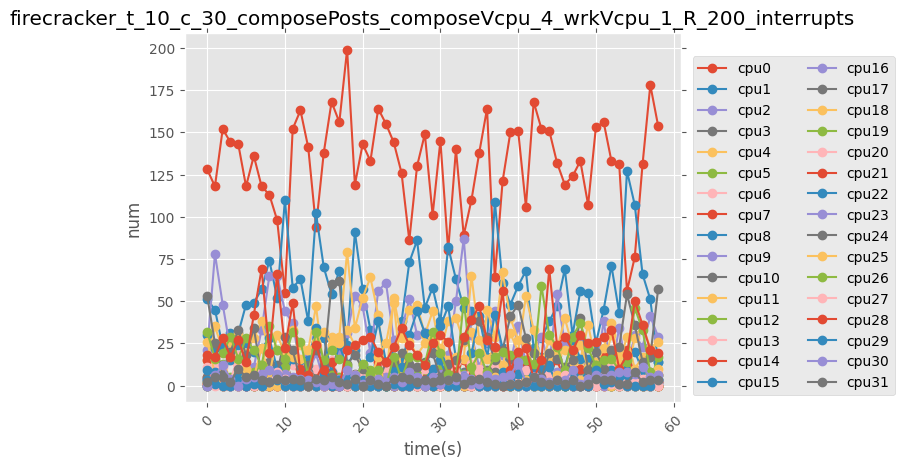 firecracker_t_10_c_30_composePosts_composeVcpu_4_wrkVcpu_1_R_200_interrupts
200
175
150
125
100
75
50
25
0
num
0
10
20
30
40
50
60
time(s)
cpu0
cpu1
cpu2
cpu3
cpu4
cpu5
cpu6
cpu7
cpu8
cpu9
cpu10
cpu11
cpu12
cpu13
cpu14
cpu15
cpu16
cpu17
cpu18
cpu19
cpu20
cpu21
cpu22
cpu23
cpu24
cpu25
cpu26
cpu27
cpu28
cpu29
cpu30
cpu31